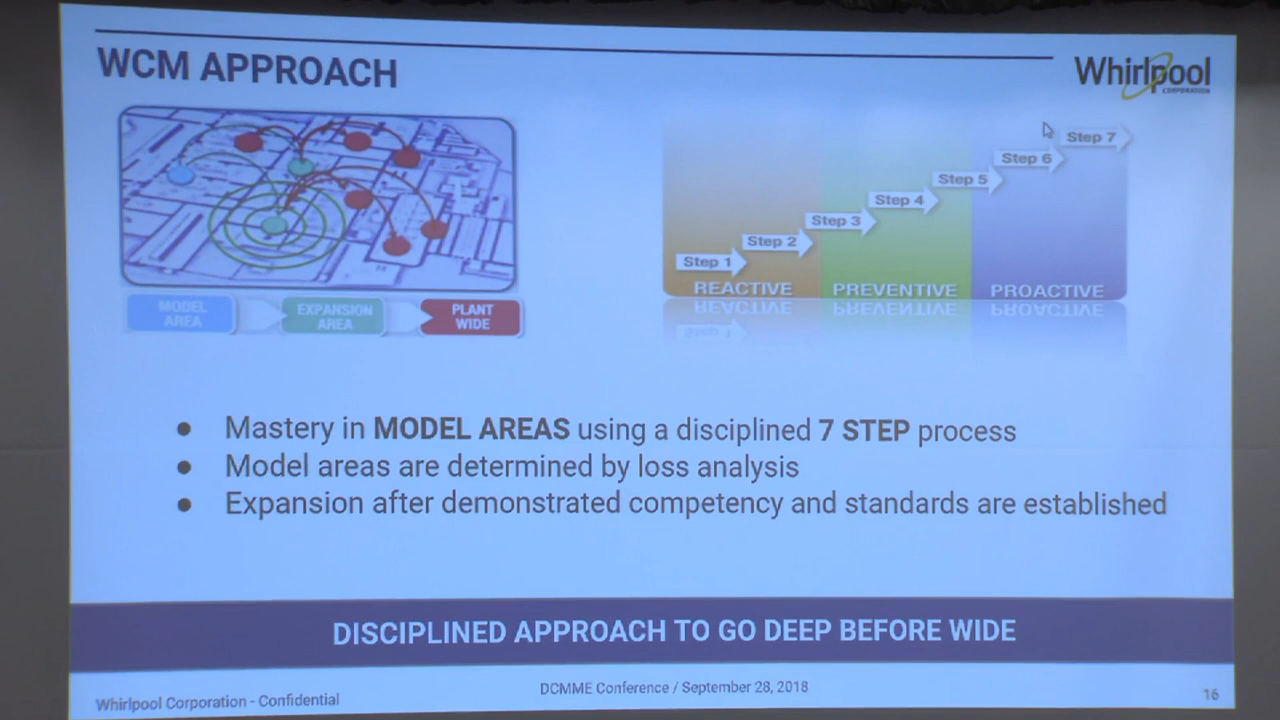 WCM APPROACH
Whirlpool
CORPORATION
MODEL AREA
EXPANSION AREA
PLANT WIDE
Step 1
Step 2
Step 3
Step 4
Step 5
Step 6
Step 7
REACTIVE
PREVENTIVE
PROACTIVE
● Mastery in MODEL AREAS using a disciplined 7 STEP process
● Model areas are determined by loss analysis
● Expansion after demonstrated competency and standards are established
DISCIPLINED APPROACH TO GO DEEP BEFORE WIDE
Whirlpool Corporation - Confidential
DCMME Conference / September 28, 2018
16